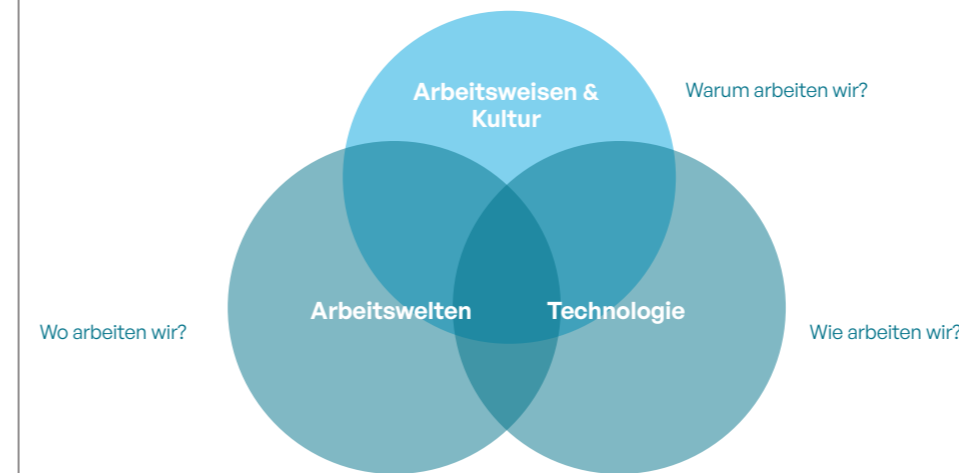 Arbeitsweisen &
Kultur
Warum arbeiten wir?
Arbeitswelten
Technologie
Wo arbeiten wir?
Wie arbeiten wir?